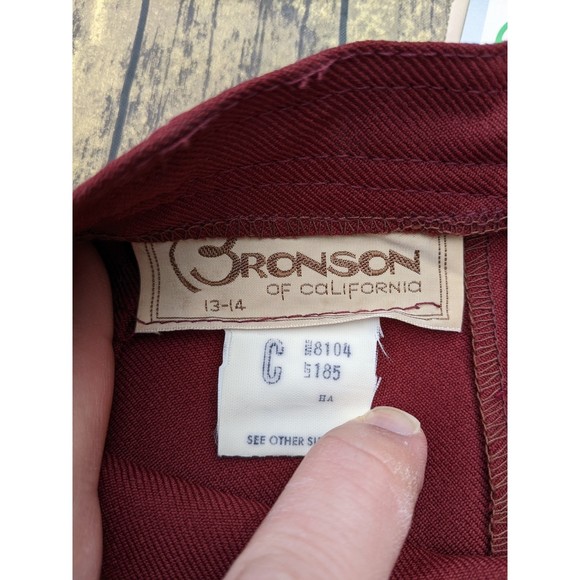 BRONSON
OF CALIFORNIA
13-14
C
8104
185
SEE OTHER